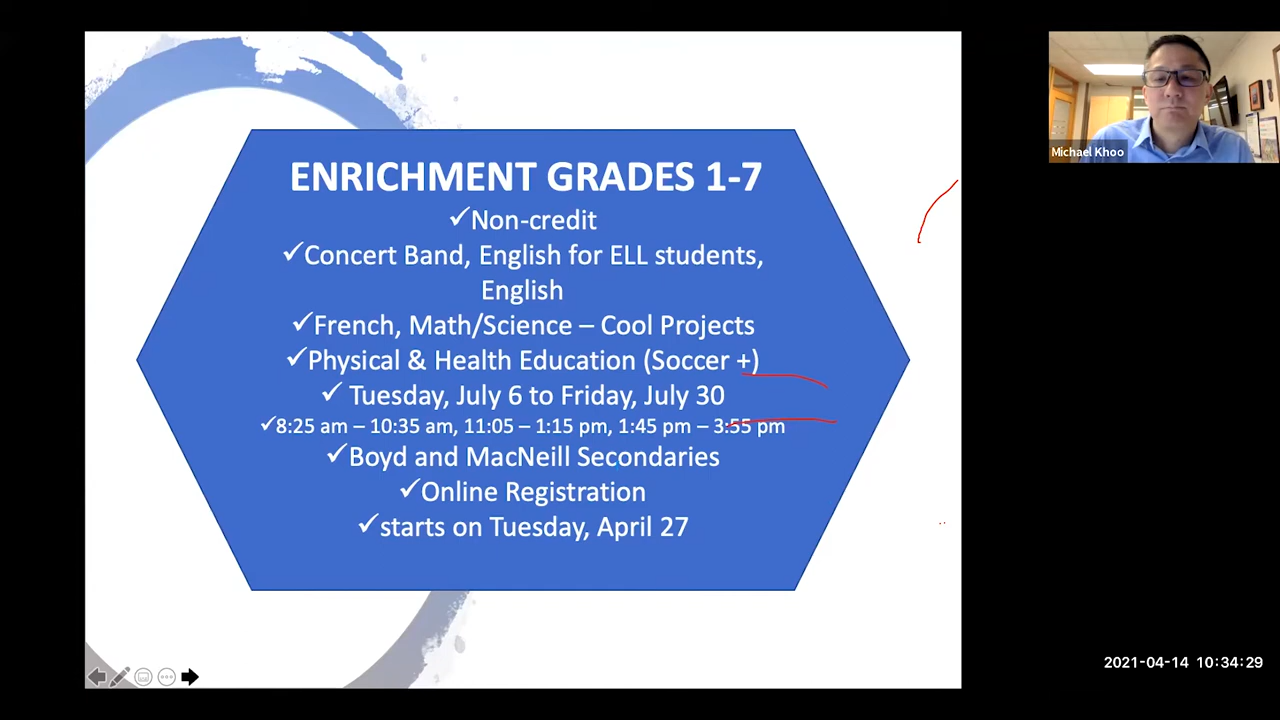 ENRICHMENT GRADES 1-7
✓Non-credit
✓Concert Band, English for ELL students,
English
✓French, Math/Science – Cool Projects
✓Physical & Health Education (Soccer +)
✓ Tuesday, July 6 to Friday, July 30
✓8:25 am – 10:35 am, 11:05 – 1:15 pm, 1:45 pm – 3:55 pm
✓Boyd and MacNeill Secondaries
✓Online Registration
✓starts on Tuesday, April 27
Michael Khoo
2021-04-14 10:34:29